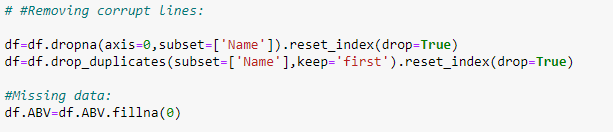 # #Removing corrupt lines:
df=df.dropna(axis=0,subset=['Name']).reset_index(drop=True)
df=df.drop_duplicates(subset=['Name'],keep='first').reset_index(drop=True)
#Missing data:
df.ABV=df.ABV.fillna(0)